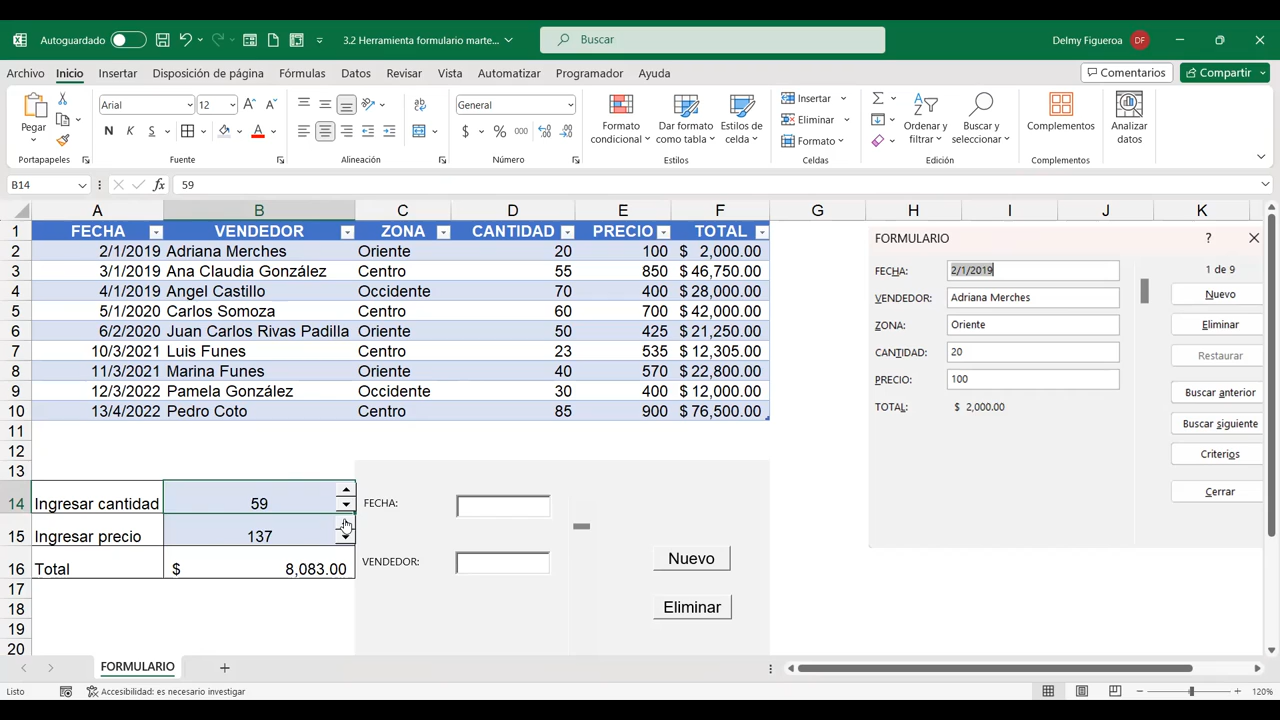 Autoguardado
3.2 Herramienta formulario marte...
Buscar
Delmy Figueroa DF
Archivo Inicio Insertar Disposición de página Fórmulas Datos Revisar Vista Automatizar Programador Ayuda
Comentarios Compartir
Pegar
Arial 12
N K S
General
$ % 000
Formato condicional
Dar formato como tabla
Estilos de celda
Insertar
Eliminar
Formato
Ordenar y filtrar
Buscar y seleccionar
Complementos
Analizar datos
Portapapeles Fuente Alineación Número Estilos Celdas Edición Complementos
B14 fx 59
A B C D E F G H I J K
1 FECHA VENDEDOR ZONA CANTIDAD PRECIO TOTAL
2 2/1/2019 Adriana Merches Oriente 20 100 $ 2,000.00
3 3/1/2019 Ana Claudia González Centro 55 850 $ 46,750.00
4 4/1/2019 Angel Castillo Occidente 70 400 $ 28,000.00
5 5/1/2020 Carlos Somoza Centro 60 700 $ 42,000.00
6 6/2/2020 Juan Carlos Rivas Padilla Oriente 50 425 $ 21,250.00
7 10/3/2021 Luis Funes Centro 23 535 $ 12,305.00
8 11/3/2021 Marina Funes Oriente 40 570 $ 22,800.00
9 12/3/2022 Pamela González Occidente 30 400 $ 12,000.00
10 13/4/2022 Pedro Coto Centro 85 900 $ 76,500.00
11
12
13
14 Ingresar cantidad 59
15 Ingresar precio 137
16 Total $ 8,083.00
17
18
19
20
FECHA:
VENDEDOR:
Nuevo
Eliminar
FORMULARIO ?
FECHA: 2/1/2019
VENDEDOR: Adriana Merches
ZONA: Oriente
CANTIDAD: 20
PRECIO: 100
TOTAL: $ 2,000.00
1 de 9
Nuevo
Eliminar
Restaurar
Buscar anterior
Buscar siguiente
Criterios
Cerrar
FORMULARIO
Listo Accesibilidad: es necesario investigar 120%